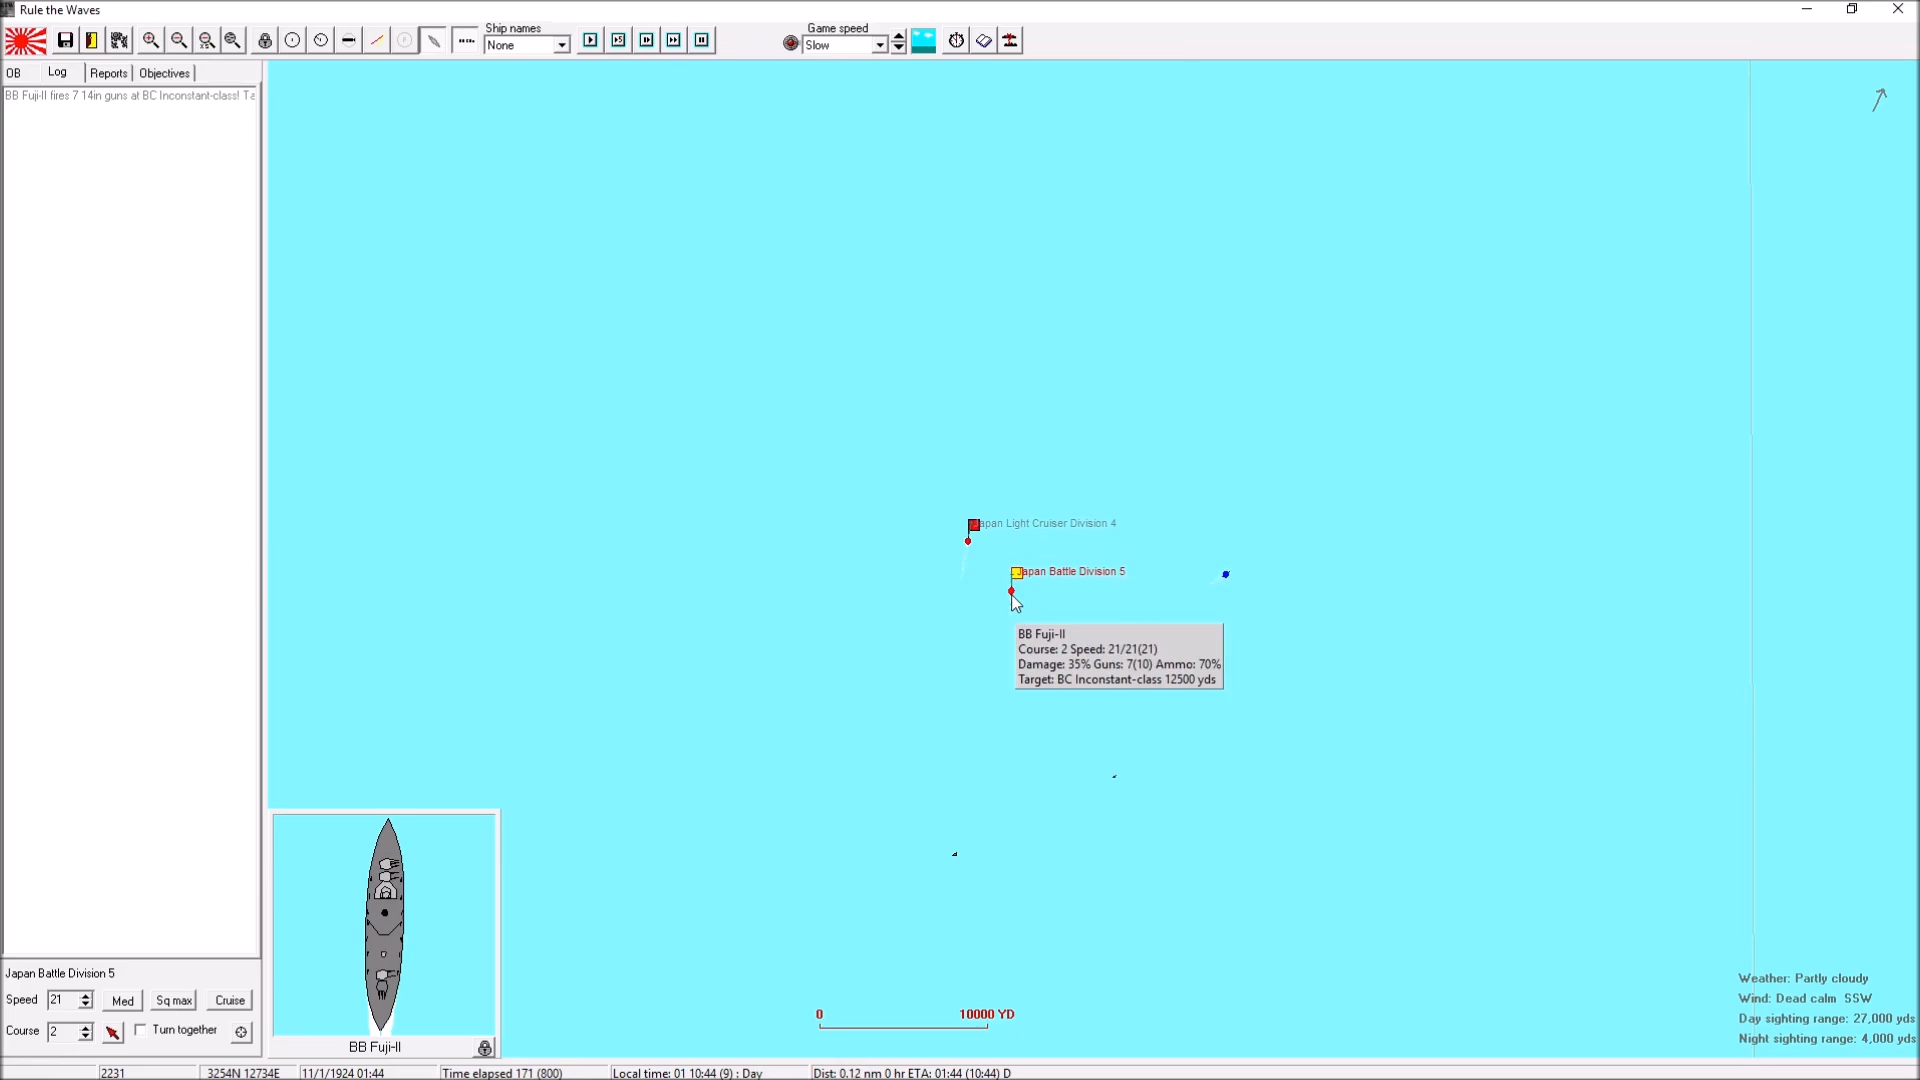 Rule the Waves
Ship names
None
Game speed
Slow
OB Log Reports Objectives
BB Fuji-II fires 7 14in guns at BC Inconstant-class! Ta
Japan Light Cruiser Division 4
Japan Battle Division 5
BB Fuji-II
Course: 2 Speed: 21/21(21)
Damage: 35% Guns: 7(10) Ammo: 70%
Target: BC Inconstant-class 12500 yds
Japan Battle Division 5
Speed 21 Med Sq max Cruise
Course 2 Turn together
BB Fuji-II
0 10000 YD
Weather: Partly cloudy
Wind: Dead calm SSW
Day sighting range: 27,000 yds
Night sighting range: 4,000 yds
2231 3254N 12734E 11/1/1924 01:44 Time elapsed 171 (800) Local time: 01 10:44 (9) : Day Dist: 0.12 nm 0 hr ETA: 01:44 (10:44) D